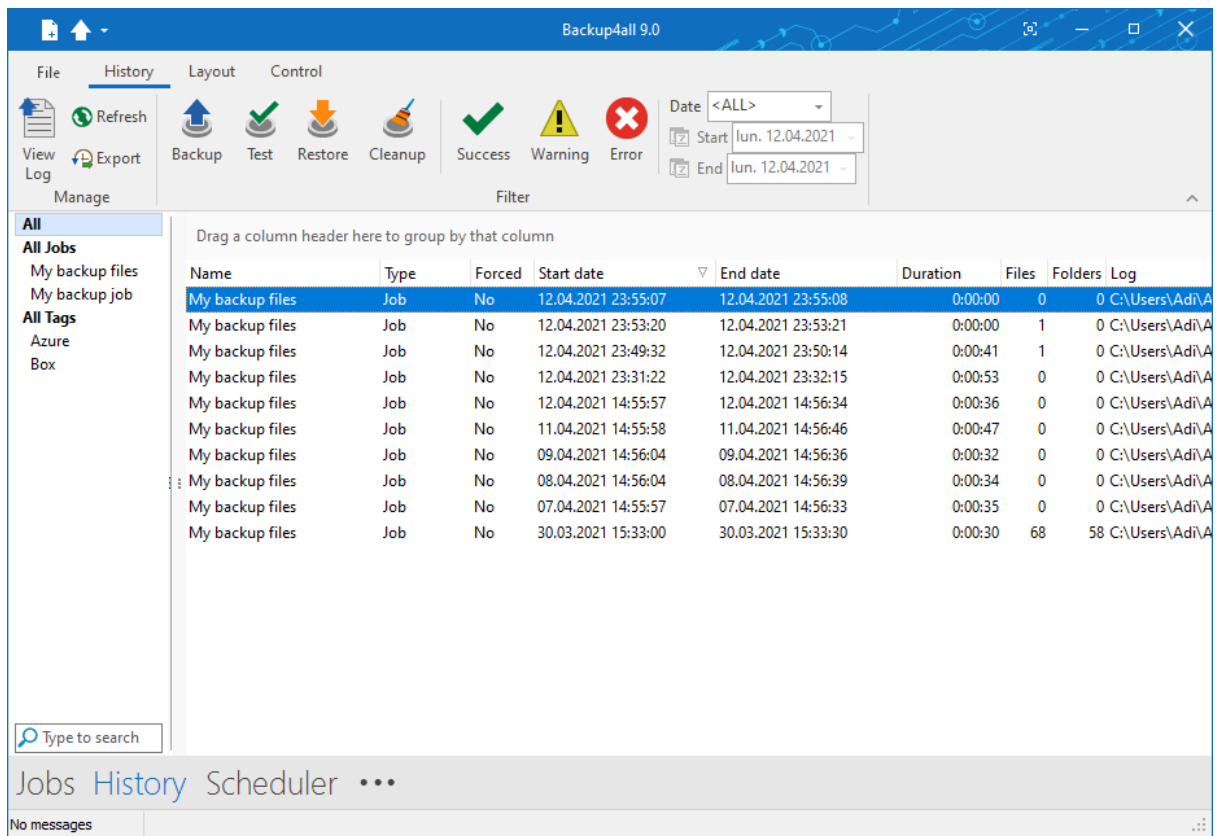 Backup4all 9.0
File History Layout Control
View Log
Refresh
Export
Manage
Backup Test Restore Cleanup Success Warning Error
Date <ALL>
Start lun. 12.04.2021
End lun. 12.04.2021
Filter
All
All Jobs
My backup files
My backup job
All Tags
Azure
Box
Type to search
Drag a column header here to group by that column
Name Type Forced Start date End date Duration Files Folders Log
My backup files Job No 12.04.2021 23:55:07 12.04.2021 23:55:08 0:00:00 0 0 C:\Users\Adi\A
My backup files Job No 12.04.2021 23:53:20 12.04.2021 23:53:21 0:00:00 1 0 C:\Users\Adi\A
My backup files Job No 12.04.2021 23:49:32 12.04.2021 23:50:14 0:00:41 1 0 C:\Users\Adi\A
My backup files Job No 12.04.2021 23:31:22 12.04.2021 23:32:15 0:00:53 0 0 C:\Users\Adi\A
My backup files Job No 12.04.2021 14:55:57 12.04.2021 14:56:34 0:00:36 0 0 C:\Users\Adi\A
My backup files Job No 11.04.2021 14:55:58 11.04.2021 14:56:46 0:00:47 0 0 C:\Users\Adi\A
My backup files Job No 09.04.2021 14:56:04 09.04.2021 14:56:36 0:00:32 0 0 C:\Users\Adi\A
My backup files Job No 08.04.2021 14:56:04 08.04.2021 14:56:39 0:00:34 0 0 C:\Users\Adi\A
My backup files Job No 07.04.2021 14:55:57 07.04.2021 14:56:33 0:00:35 0 0 C:\Users\Adi\A
My backup files Job No 30.03.2021 15:33:00 30.03.2021 15:33:30 0:00:30 68 58 C:\Users\Adi\A
Jobs History Scheduler •••
No messages